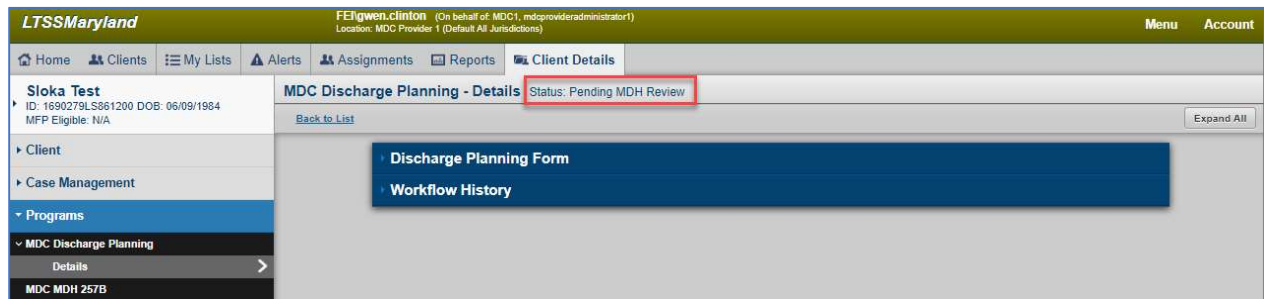 LTSSMaryland
FEI\gwen.clinton (On behalf of: MDC1, mdcprovideradministrator1)
Location: MDC Provider 1 (Default All Jurisdictions)
Menu Account
Home Clients My Lists Alerts Assignments Reports Client Details
Sloka Test
ID: 1690279LS861200 DOB: 06/09/1984
MFP Eligible: N/A
MDC Discharge Planning - Details Status: Pending MDH Review
Back to List
Expand All
Client
Case Management
Programs
MDC Discharge Planning
Details
MDC MDH 257B
Discharge Planning Form
Workflow History